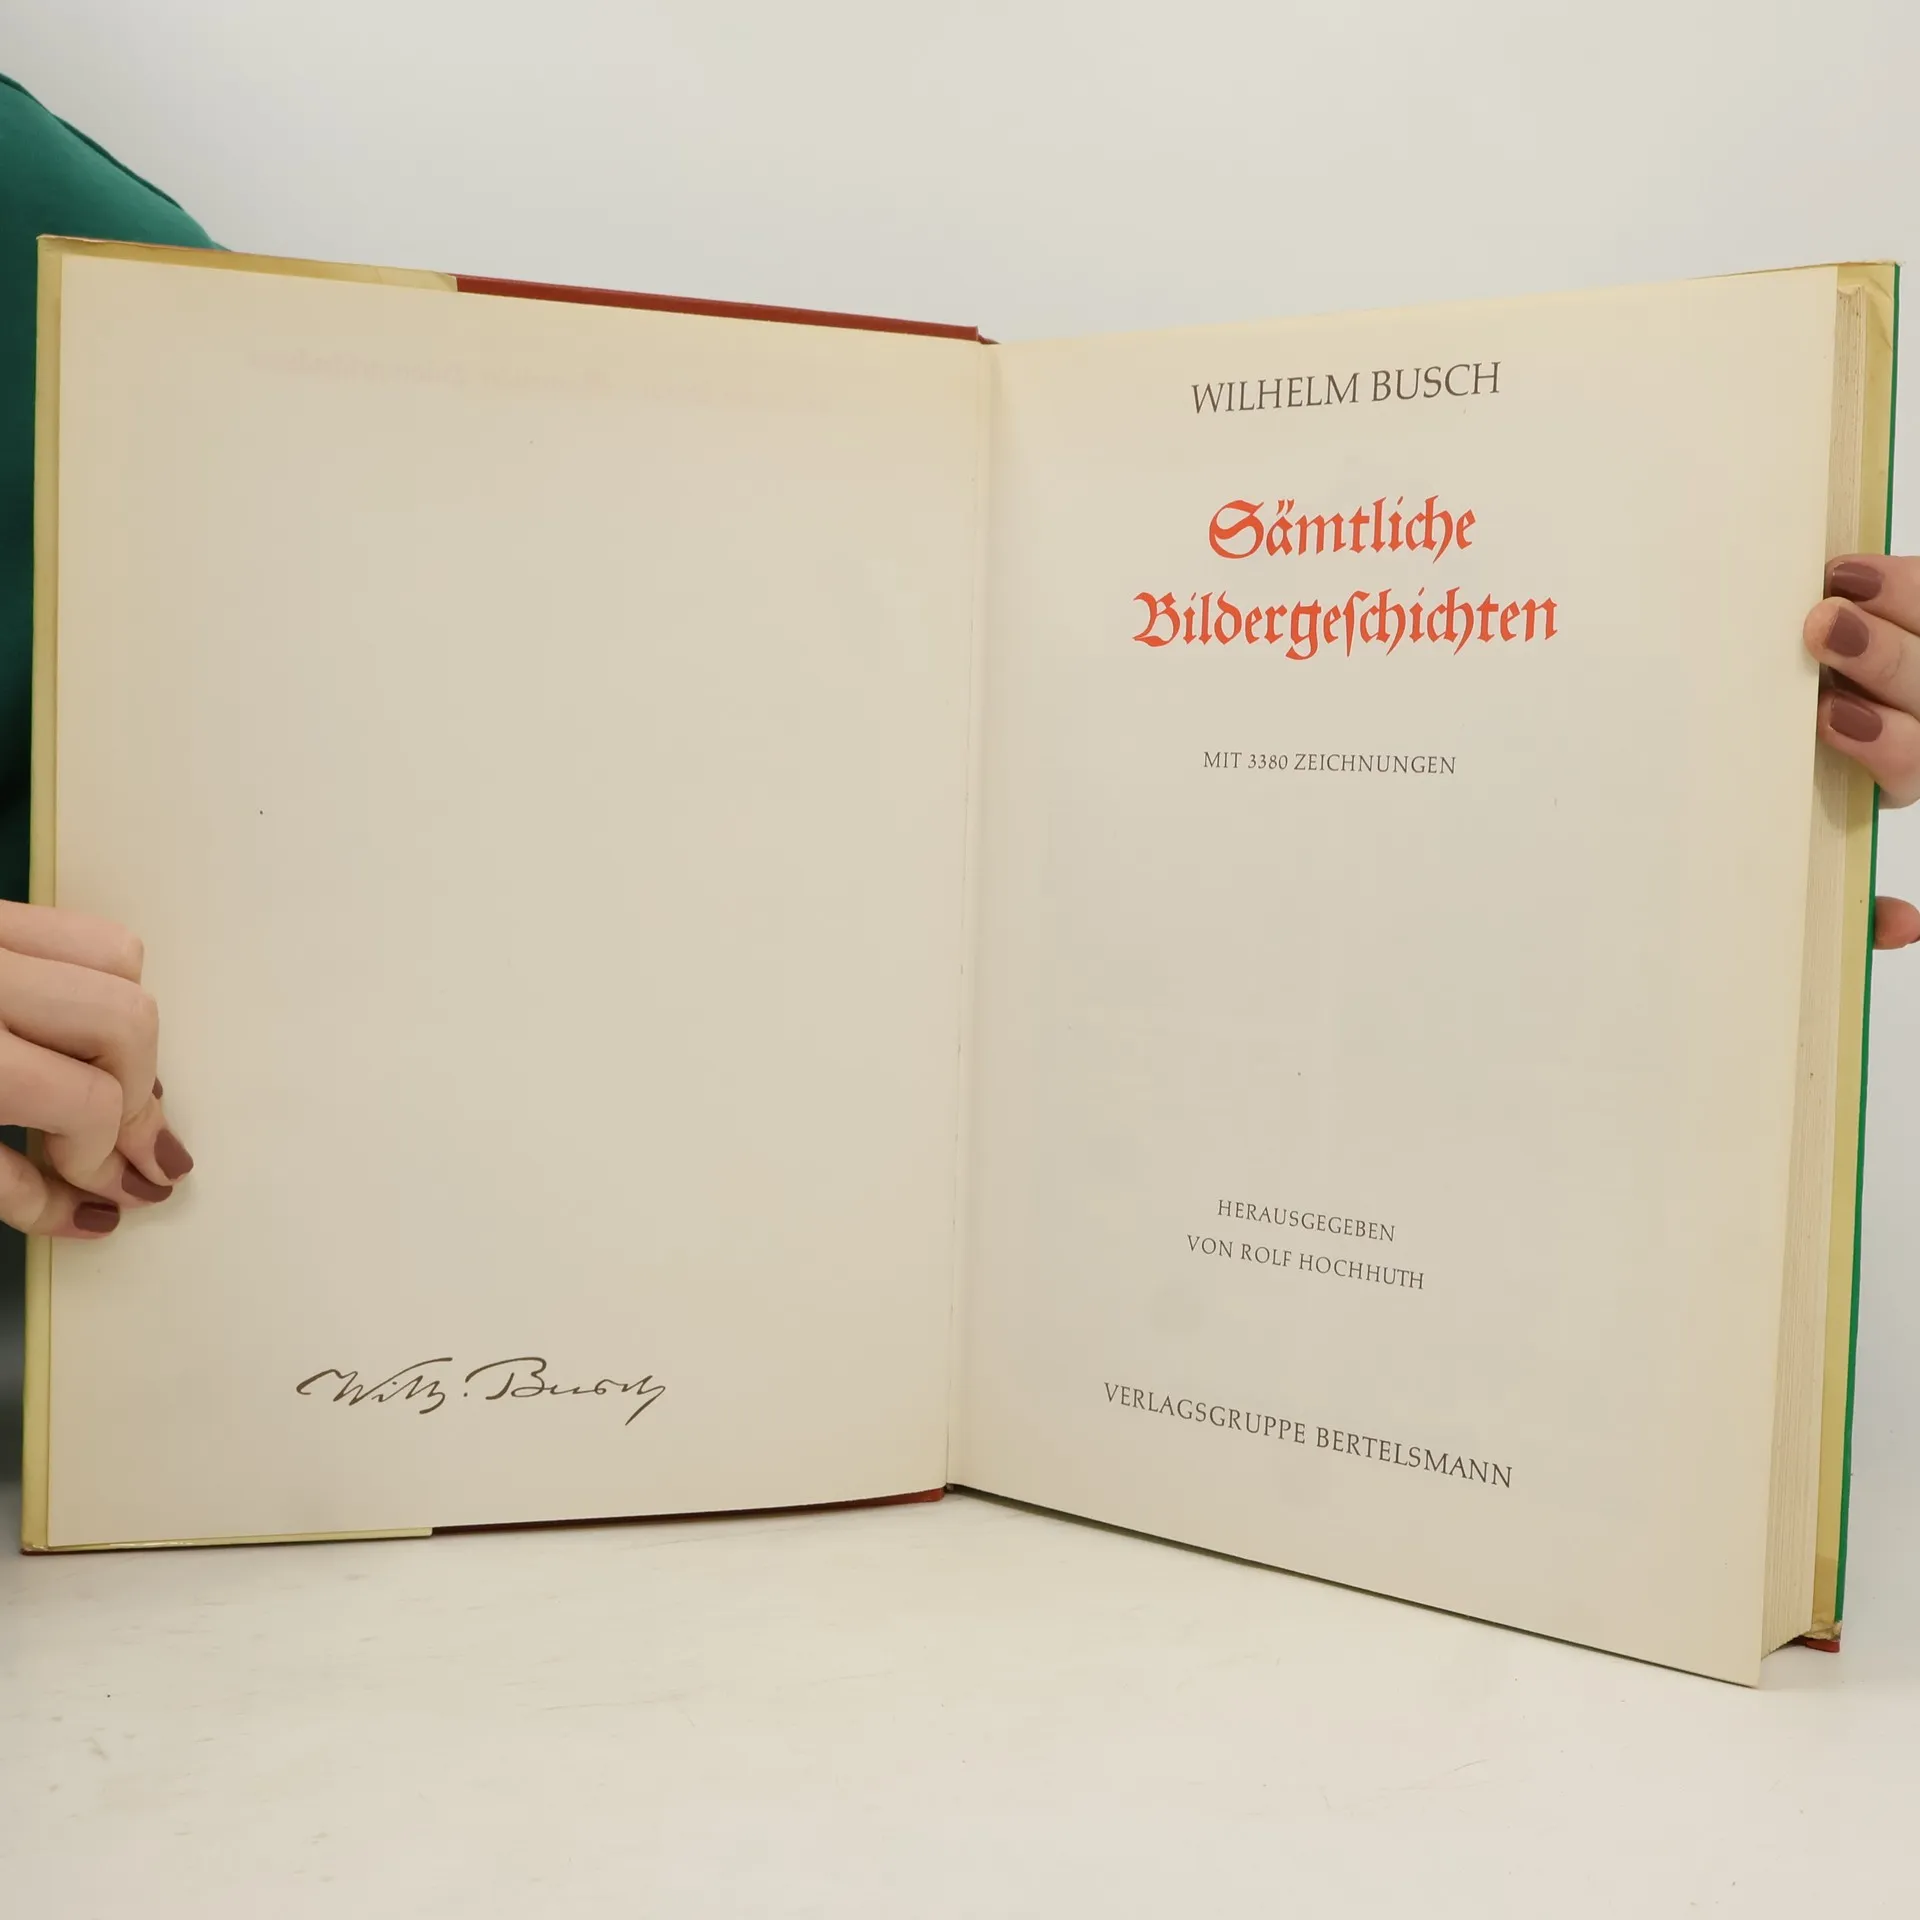 Wilh. Busch
WILHELM BUSCH
Sämtliche
Bildergeſchichten
MIT 3380 ZEICHNUNGEN
HERAUSGEGEBEN
VON ROLF HOCHHUTH
VERLAGSGRUPPE BERTELSMANN